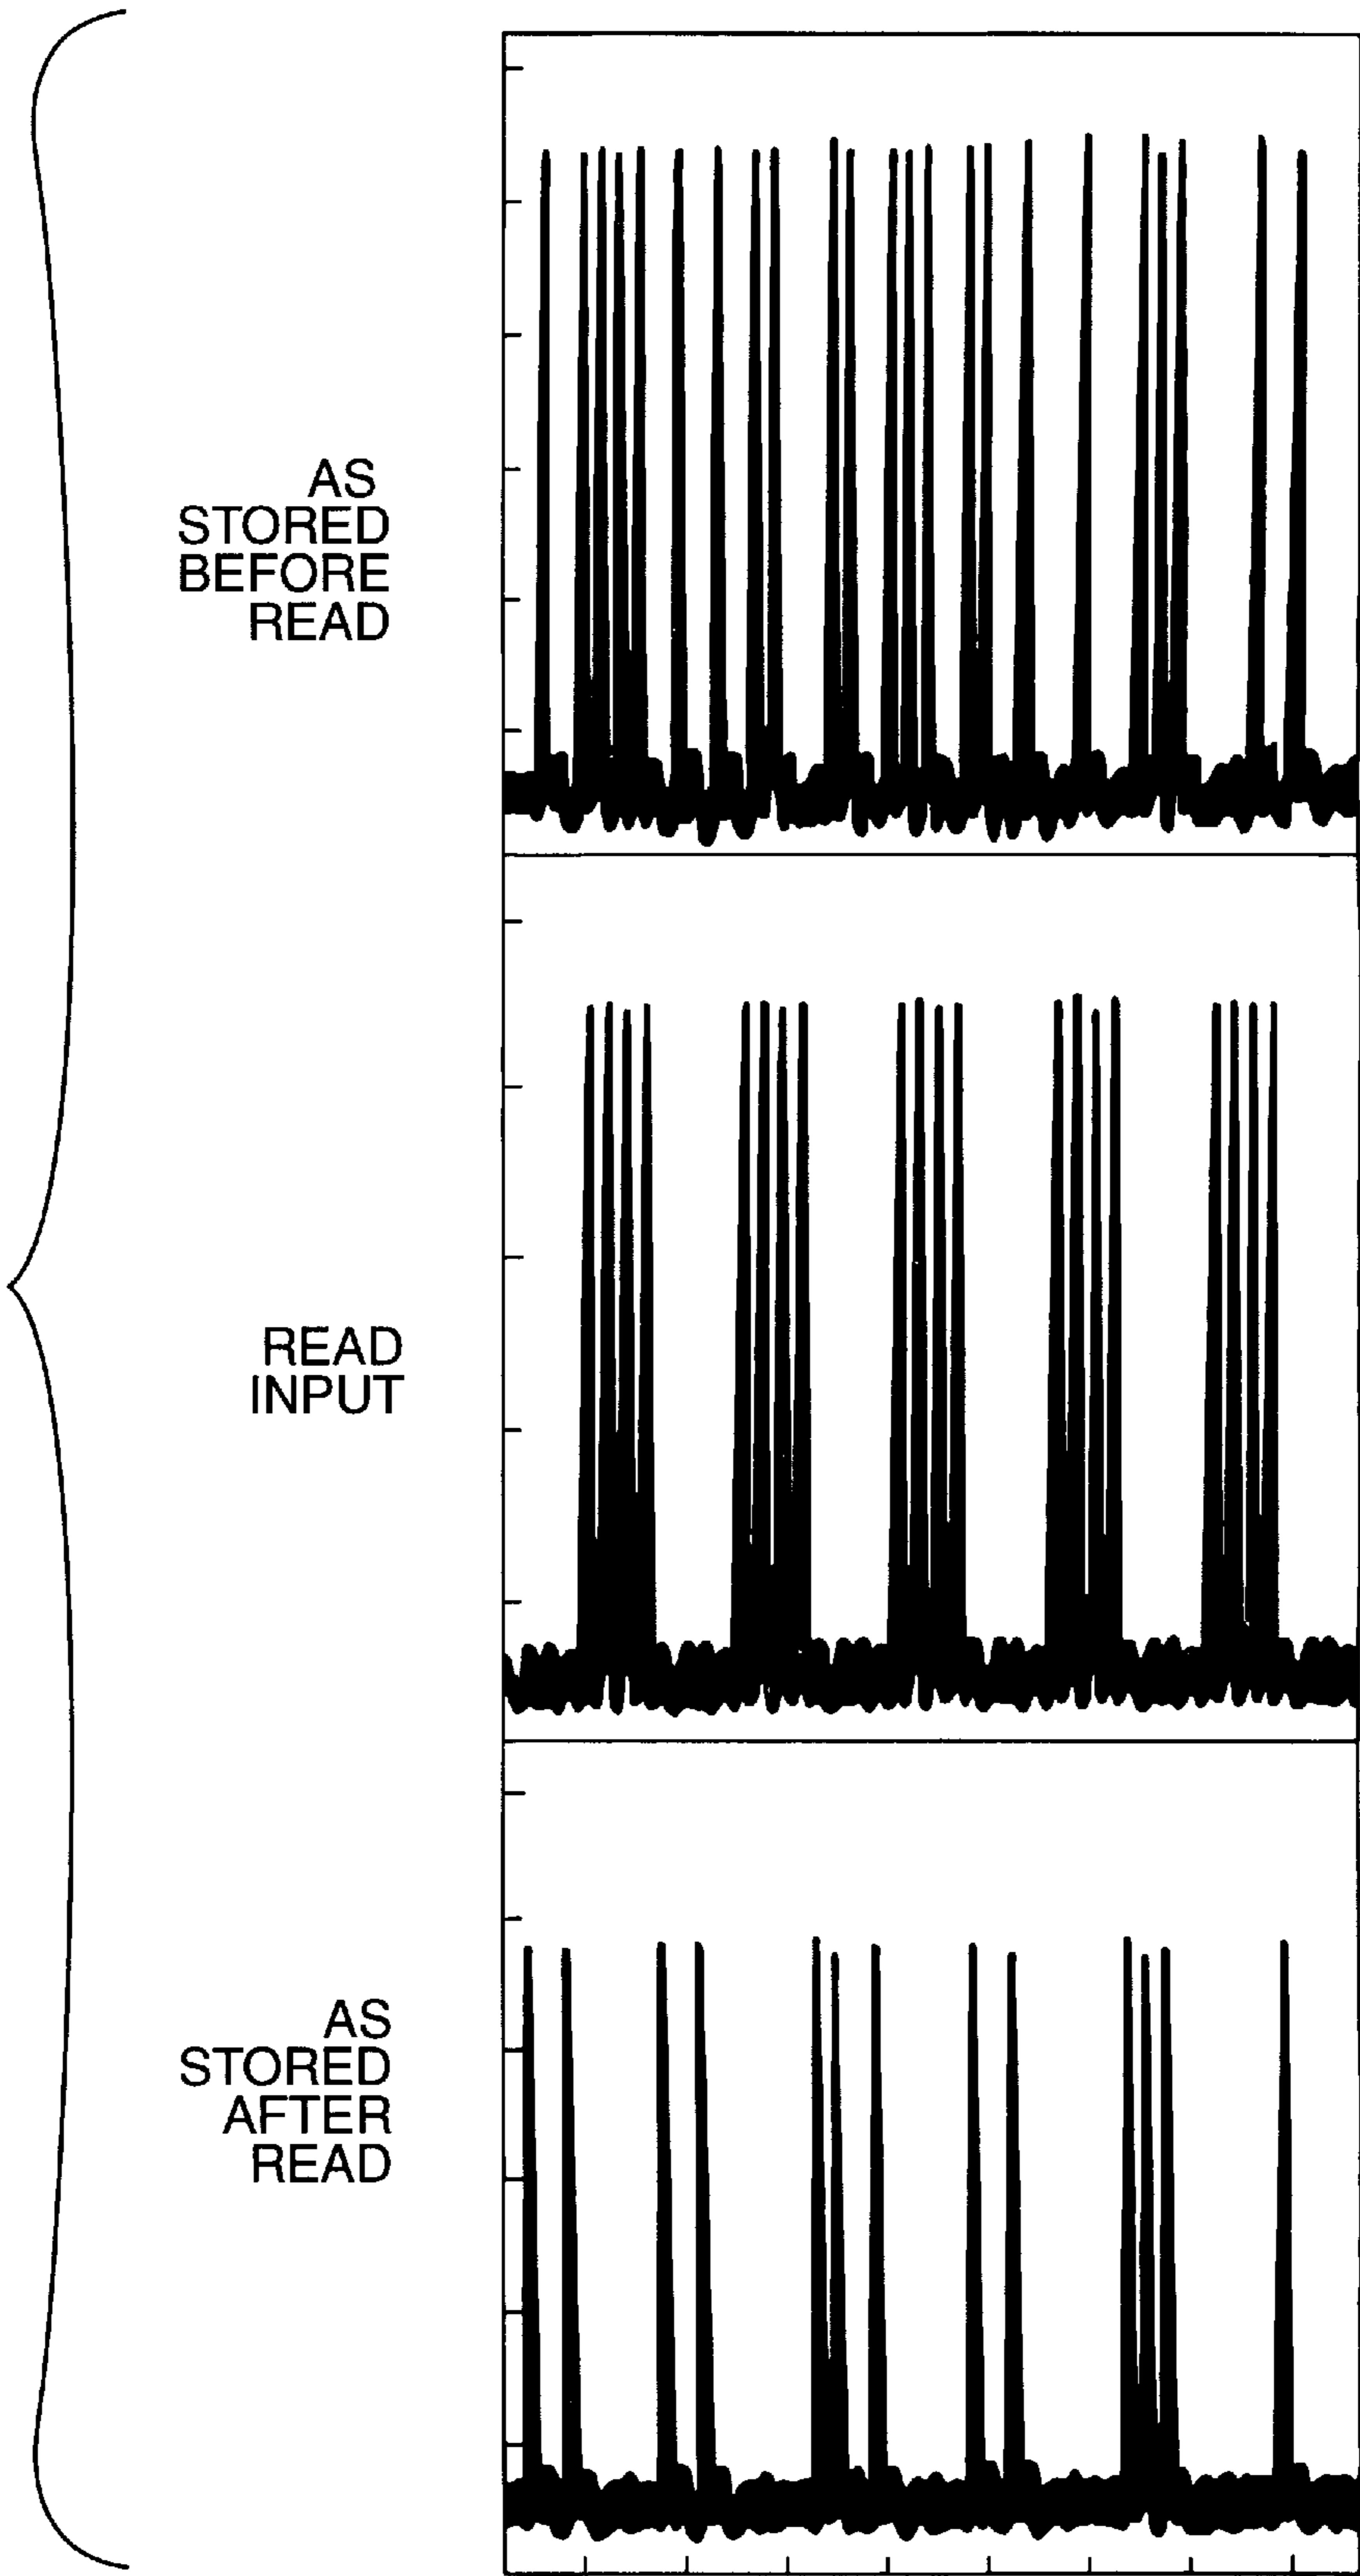 AS
STORED
BEFORE
READ
READ
INPUT
AS
STORED
AFTER
READ